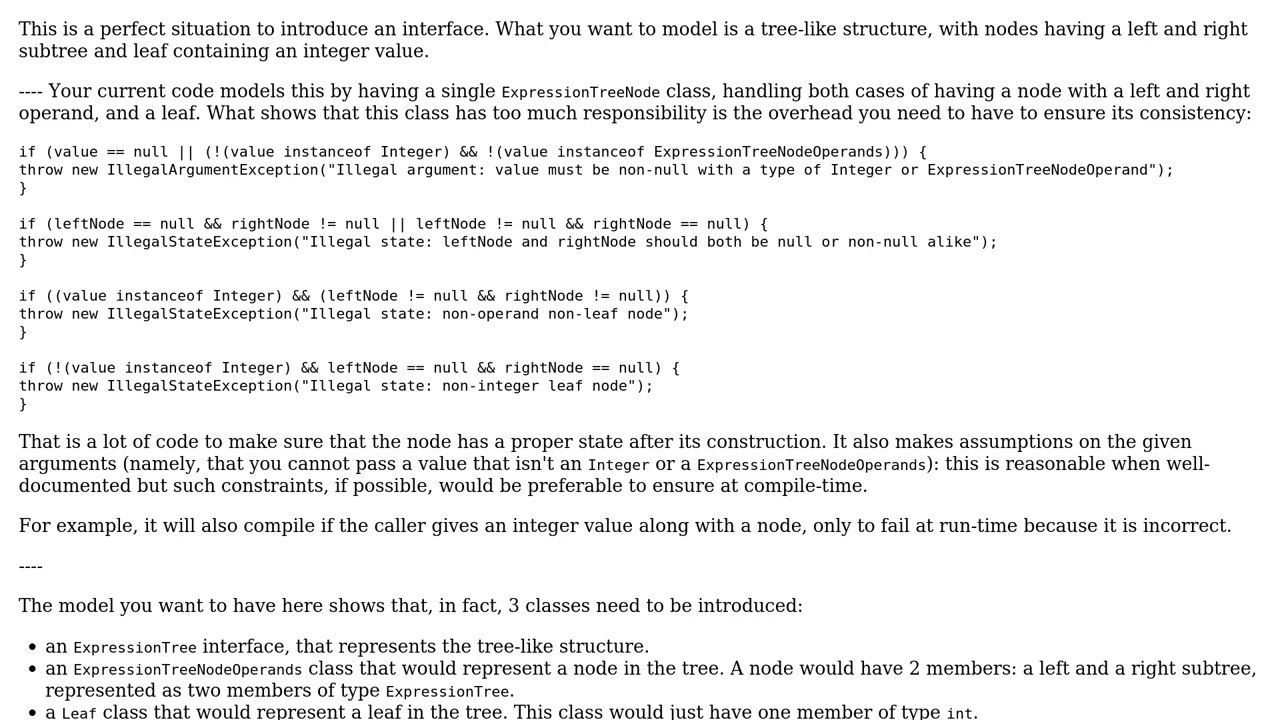 This is a perfect situation to introduce an interface. What you want to model is a tree-like structure, with nodes having a left and right
subtree and leaf containing an integer value.
---- Your current code models this by having a single ExpressionTreeNode class, handling both cases of having a node with a left and right
operand, and a leaf. What shows that this class has too much responsibility is the overhead you need to have to ensure its consistency:
if (value == null || (!(value instanceof Integer) && !(value instanceof ExpressionTreeNodeOperands))) {
throw new IllegalArgumentException("Illegal argument: value must be non-null with a type of Integer or ExpressionTreeNodeOperand");
}
if (leftNode == null && rightNode != null || leftNode != null && rightNode == null) {
throw new IllegalStateException("Illegal state: leftNode and rightNode should both be null or non-null alike");
}
if ((value instanceof Integer) && (leftNode != null && rightNode != null)) {
throw new IllegalStateException("Illegal state: non-operand non-leaf node");
}
if (!(value instanceof Integer) && leftNode == null && rightNode == null) {
throw new IllegalStateException("Illegal state: non-integer leaf node");
}
That is a lot of code to make sure that the node has a proper state after its construction. It also makes assumptions on the given
arguments (namely, that you cannot pass a value that isn't an Integer or a ExpressionTreeNodeOperands): this is reasonable when well-
documented but such constraints, if possible, would be preferable to ensure at compile-time.
For example, it will also compile if the caller gives an integer value along with a node, only to fail at run-time because it is incorrect.
----
The model you want to have here shows that, in fact, 3 classes need to be introduced:
• an ExpressionTree interface, that represents the tree-like structure.
• an ExpressionTreeNodeOperands class that would represent a node in the tree. A node would have 2 members: a left and a right subtree,
represented as two members of type ExpressionTree.
• a Leaf class that would represent a leaf in the tree. This class would just have one member of type int.